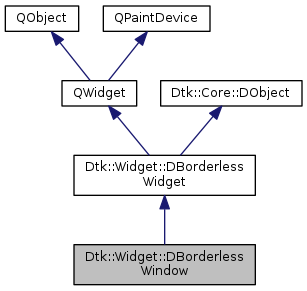 QObject
QPaintDevice
QWidget
Dtk::Core::DObject
Dtk::Widget::DBorderless
Widget
Dtk::Widget::DBorderless
Window